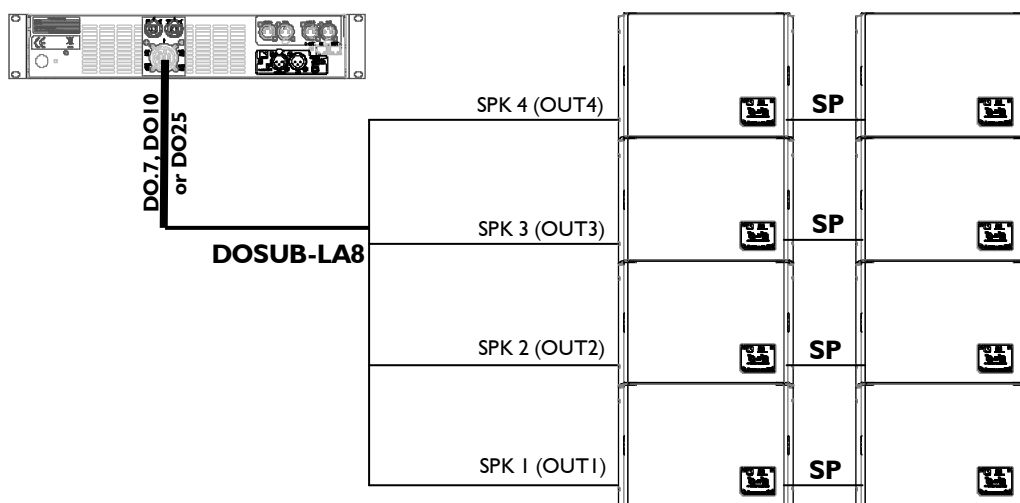 SPK 4 (OUT4)
SP
DO.7, DO10
or DO25
SPK 3 (OUT3)
SP
DOSUB-LA8
SPK 2 (OUT2)
SP
SPK 1 (OUT1)
SP